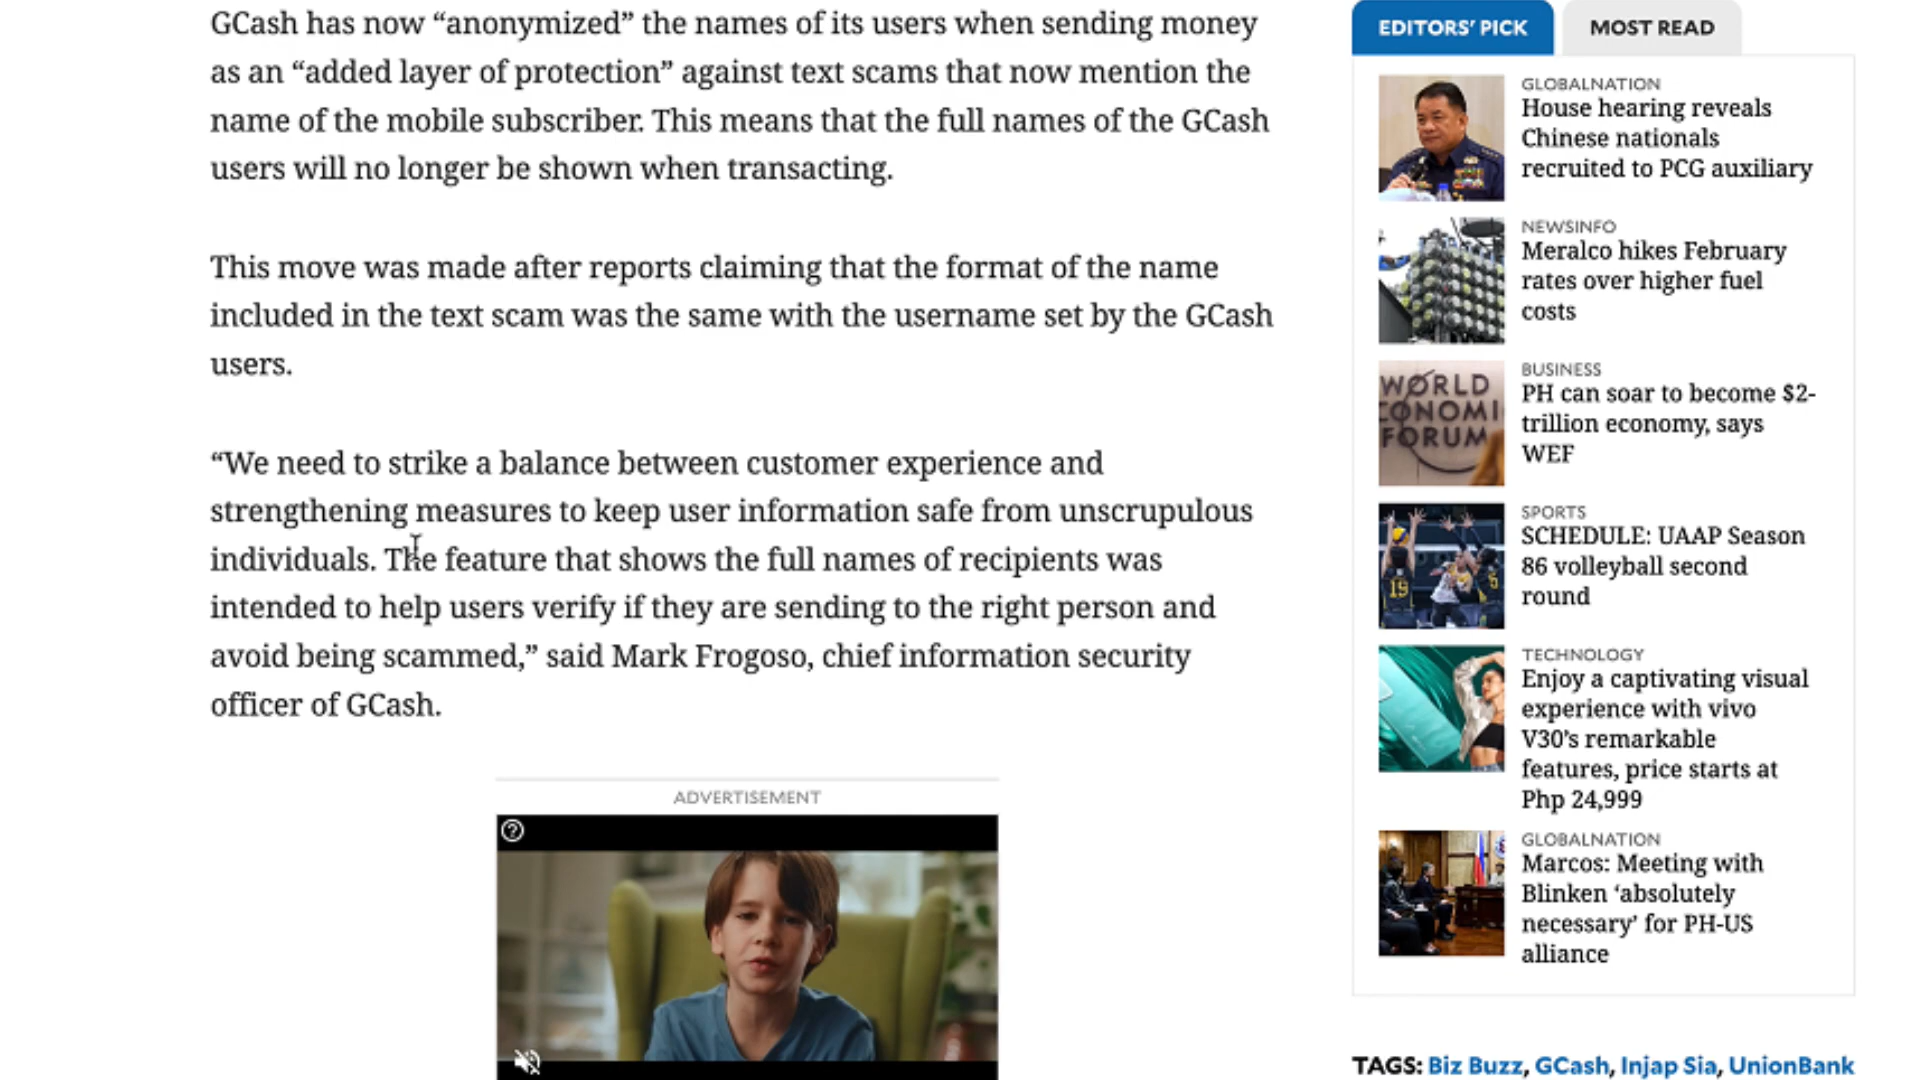 GCash has now “anonymized” the names of its users when sending money
as an “added layer of protection” against text scams that now mention the
name of the mobile subscriber. This means that the full names of the GCash
users will no longer be shown when transacting.
This move was made after reports claiming that the format of the name
included in the text scam was the same with the username set by the GCash
users.
“We need to strike a balance between customer experience and
strengthening measures to keep user information safe from unscrupulous
individuals. The feature that shows the full names of recipients was
intended to help users verify if they are sending to the right person and
avoid being scammed,” said Mark Frogoso, chief information security
officer of GCash.
ADVERTISEMENT
EDITORS’ PICK
MOST READ
GLOBALNATION
House hearing reveals
Chinese nationals
recruited to PCG auxiliary
NEWSINFO
Meralco hikes February
rates over higher fuel
costs
WORLD
ECONOMI
FORUM
BUSINESS
PH can soar to become $2-
trillion economy, says
WEF
19
5
SPORTS
SCHEDULE: UAAP Season
86 volleyball second
round
TECHNOLOGY
Enjoy a captivating visual
experience with vivo
V30’s remarkable
features, price starts at
Php 24,999
GLOBALNATION
Marcos: Meeting with
Blinken ‘absolutely
necessary’ for PH-US
alliance
TAGS: Biz Buzz, GCash, Injap Sia, UnionBank